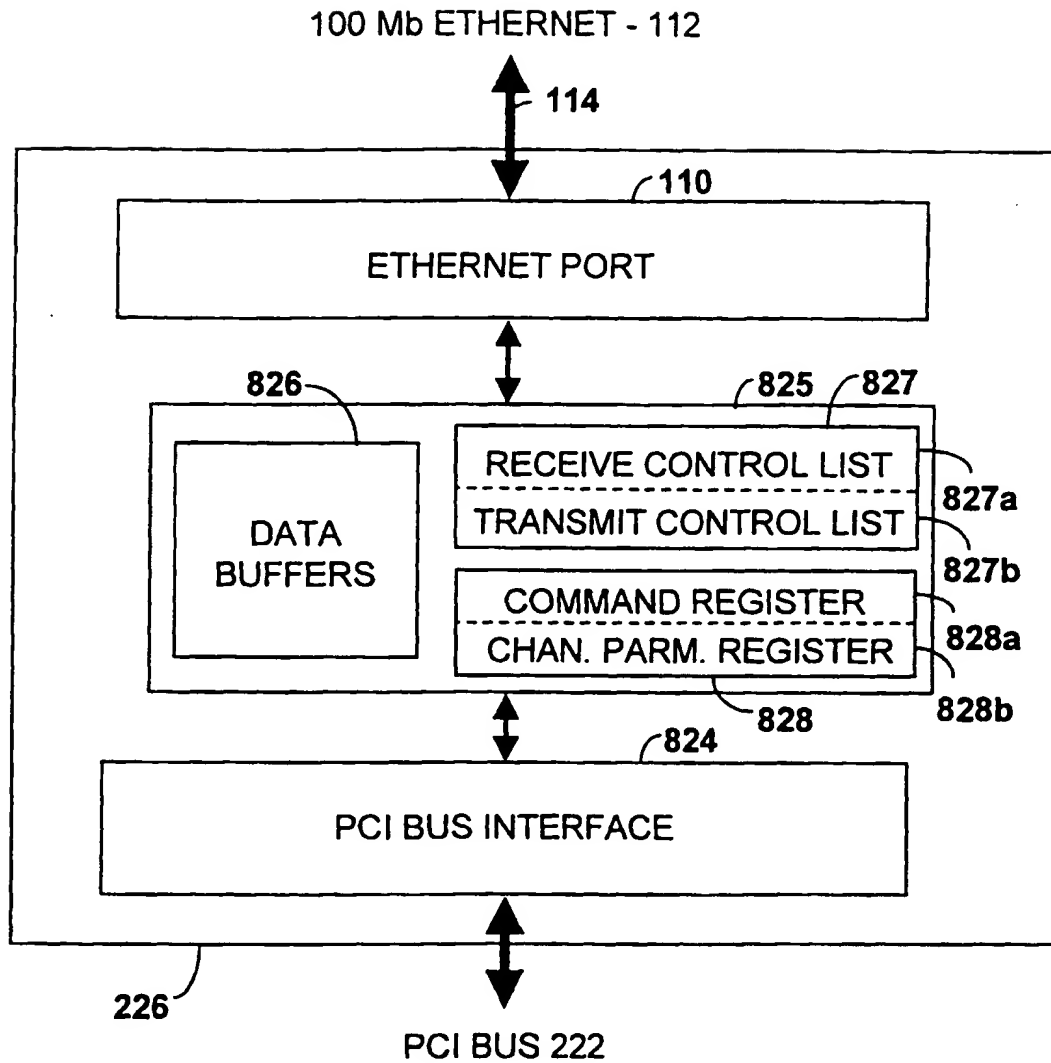 100 Mb ETHERNET - 112
114
110
ETHERNET PORT
826
825
827
DATA
BUFFERS
RECEIVE CONTROL LIST
827a
TRANSMIT CONTROL LIST
827b
COMMAND REGISTER
828a
CHAN. PARM. REGISTER
828b
828
824
PCI BUS INTERFACE
226
PCI BUS 222